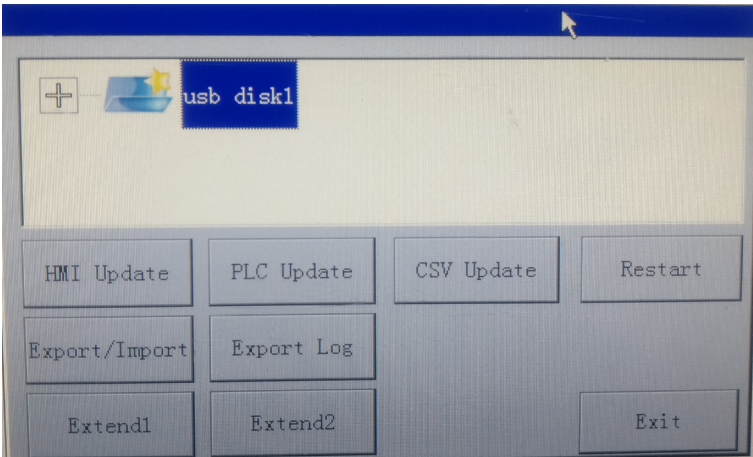 usb disk1
HMI Update
PLC Update
CSV Update
Restart
Export/Import
Export Log
Extend1
Extend2
Exit